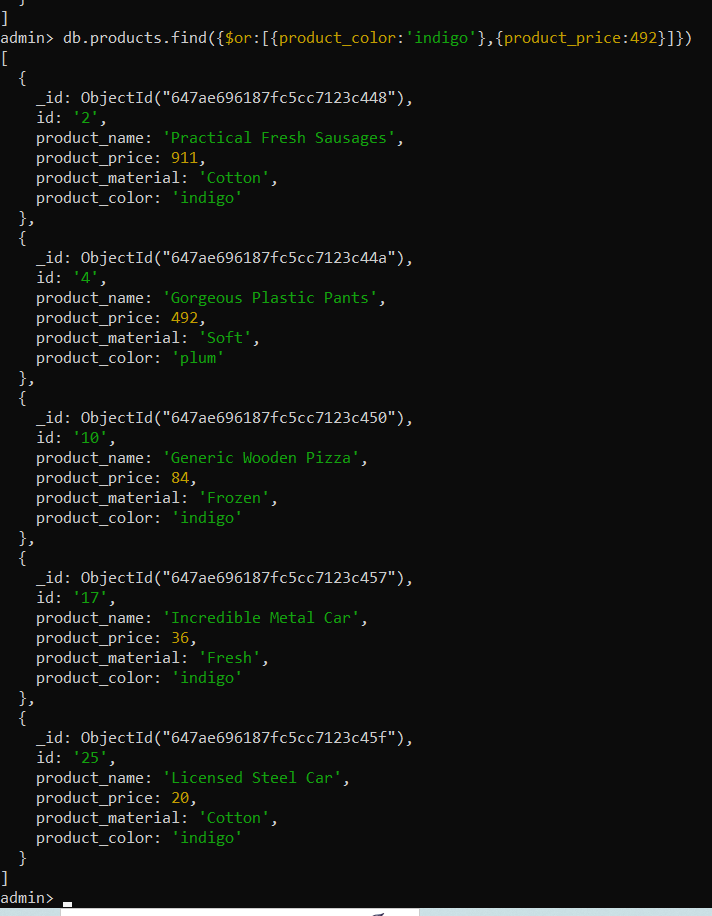 ]
admin> db.products.find({$or:[{product_color:'indigo'},{product_price:492}]})
[
  {
    _id: ObjectId("647ae696187fc5cc7123c448"),
    id: '2',
    product_name: 'Practical Fresh Sausages',
    product_price: 911,
    product_material: 'Cotton',
    product_color: 'indigo'
  },
  {
    _id: ObjectId("647ae696187fc5cc7123c44a"),
    id: '4',
    product_name: 'Gorgeous Plastic Pants',
    product_price: 492,
    product_material: 'Soft',
    product_color: 'plum'
  },
  {
    _id: ObjectId("647ae696187fc5cc7123c450"),
    id: '10',
    product_name: 'Generic Wooden Pizza',
    product_price: 84,
    product_material: 'Frozen',
    product_color: 'indigo'
  },
  {
    _id: ObjectId("647ae696187fc5cc7123c457"),
    id: '17',
    product_name: 'Incredible Metal Car',
    product_price: 36,
    product_material: 'Fresh',
    product_color: 'indigo'
  },
  {
    _id: ObjectId("647ae696187fc5cc7123c45f"),
    id: '25',
    product_name: 'Licensed Steel Car',
    product_price: 20,
    product_material: 'Cotton',
    product_color: 'indigo'
  }
]
admin>